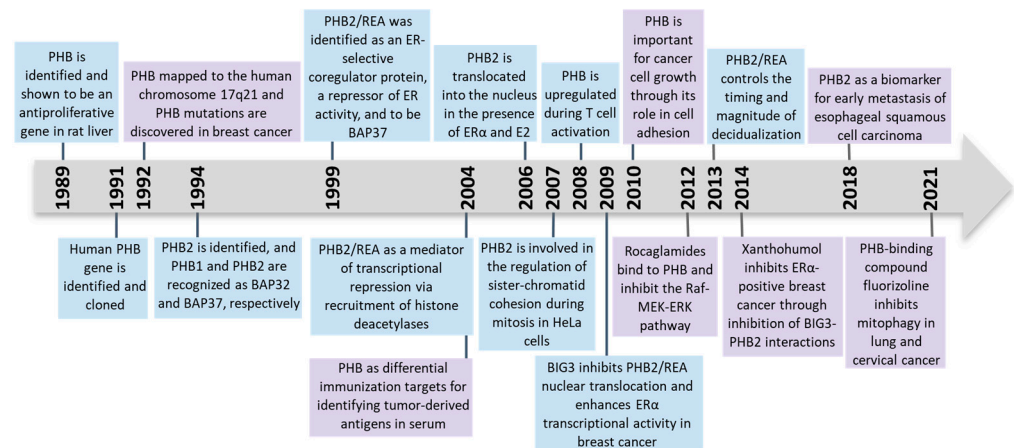 PHB is
identified and
shown to be an
antiproliferative
gene in rat liver
PHB mapped to the human
chromosome 17q21 and
PHB mutations are
discovered in breast cancer
PHB2/REA was
identified as an ER-
selective
coregulator protein,
a repressor of ER
activity, and to be
BAP37
PHB2 is
translocated
into the nucleus
in the presence
of ERα and E2
PHB is
upregulated
during T cell
activation
PHB is
important
for cancer
cell growth
through its
role in cell
adhesion
PHB2/REA
controls the
timing and
magnitude of
decidualization
PHB2 as a biomarker
for early metastasis of
esophageal squamous
cell carcinoma
1989
1991
1992
1994
1999
2004
2006
2007
2008
2009
2010
2012
2013
2014
2018
2021
Human PHB
gene is
identified and
cloned
PHB2 is identified, and
PHB1 and PHB2 are
recognized as BAP32
and BAP37, respectively
PHB2/REA as a mediator
of transcriptional
repression via
recruitment of histone
deacetylases
PHB as differential
immunization targets for
identifying tumor-derived
antigens in serum
PHB2 is involved in
the regulation of
sister-chromatid
cohesion during
mitosis in HeLa
cells
BIG3 inhibits PHB2/REA
nuclear translocation and
enhances ERα
transcriptional activity in
breast cancer
Rocaglamides
bind to PHB and
inhibit the Raf-
MEK-ERK
pathway
Xanthohumol
inhibits ERα-
positive breast
cancer through
inhibition of BIG3-
PHB2 interactions
PHB-binding
compound
fluorizoline
inhibits
mitophagy in
lung and
cervical cancer